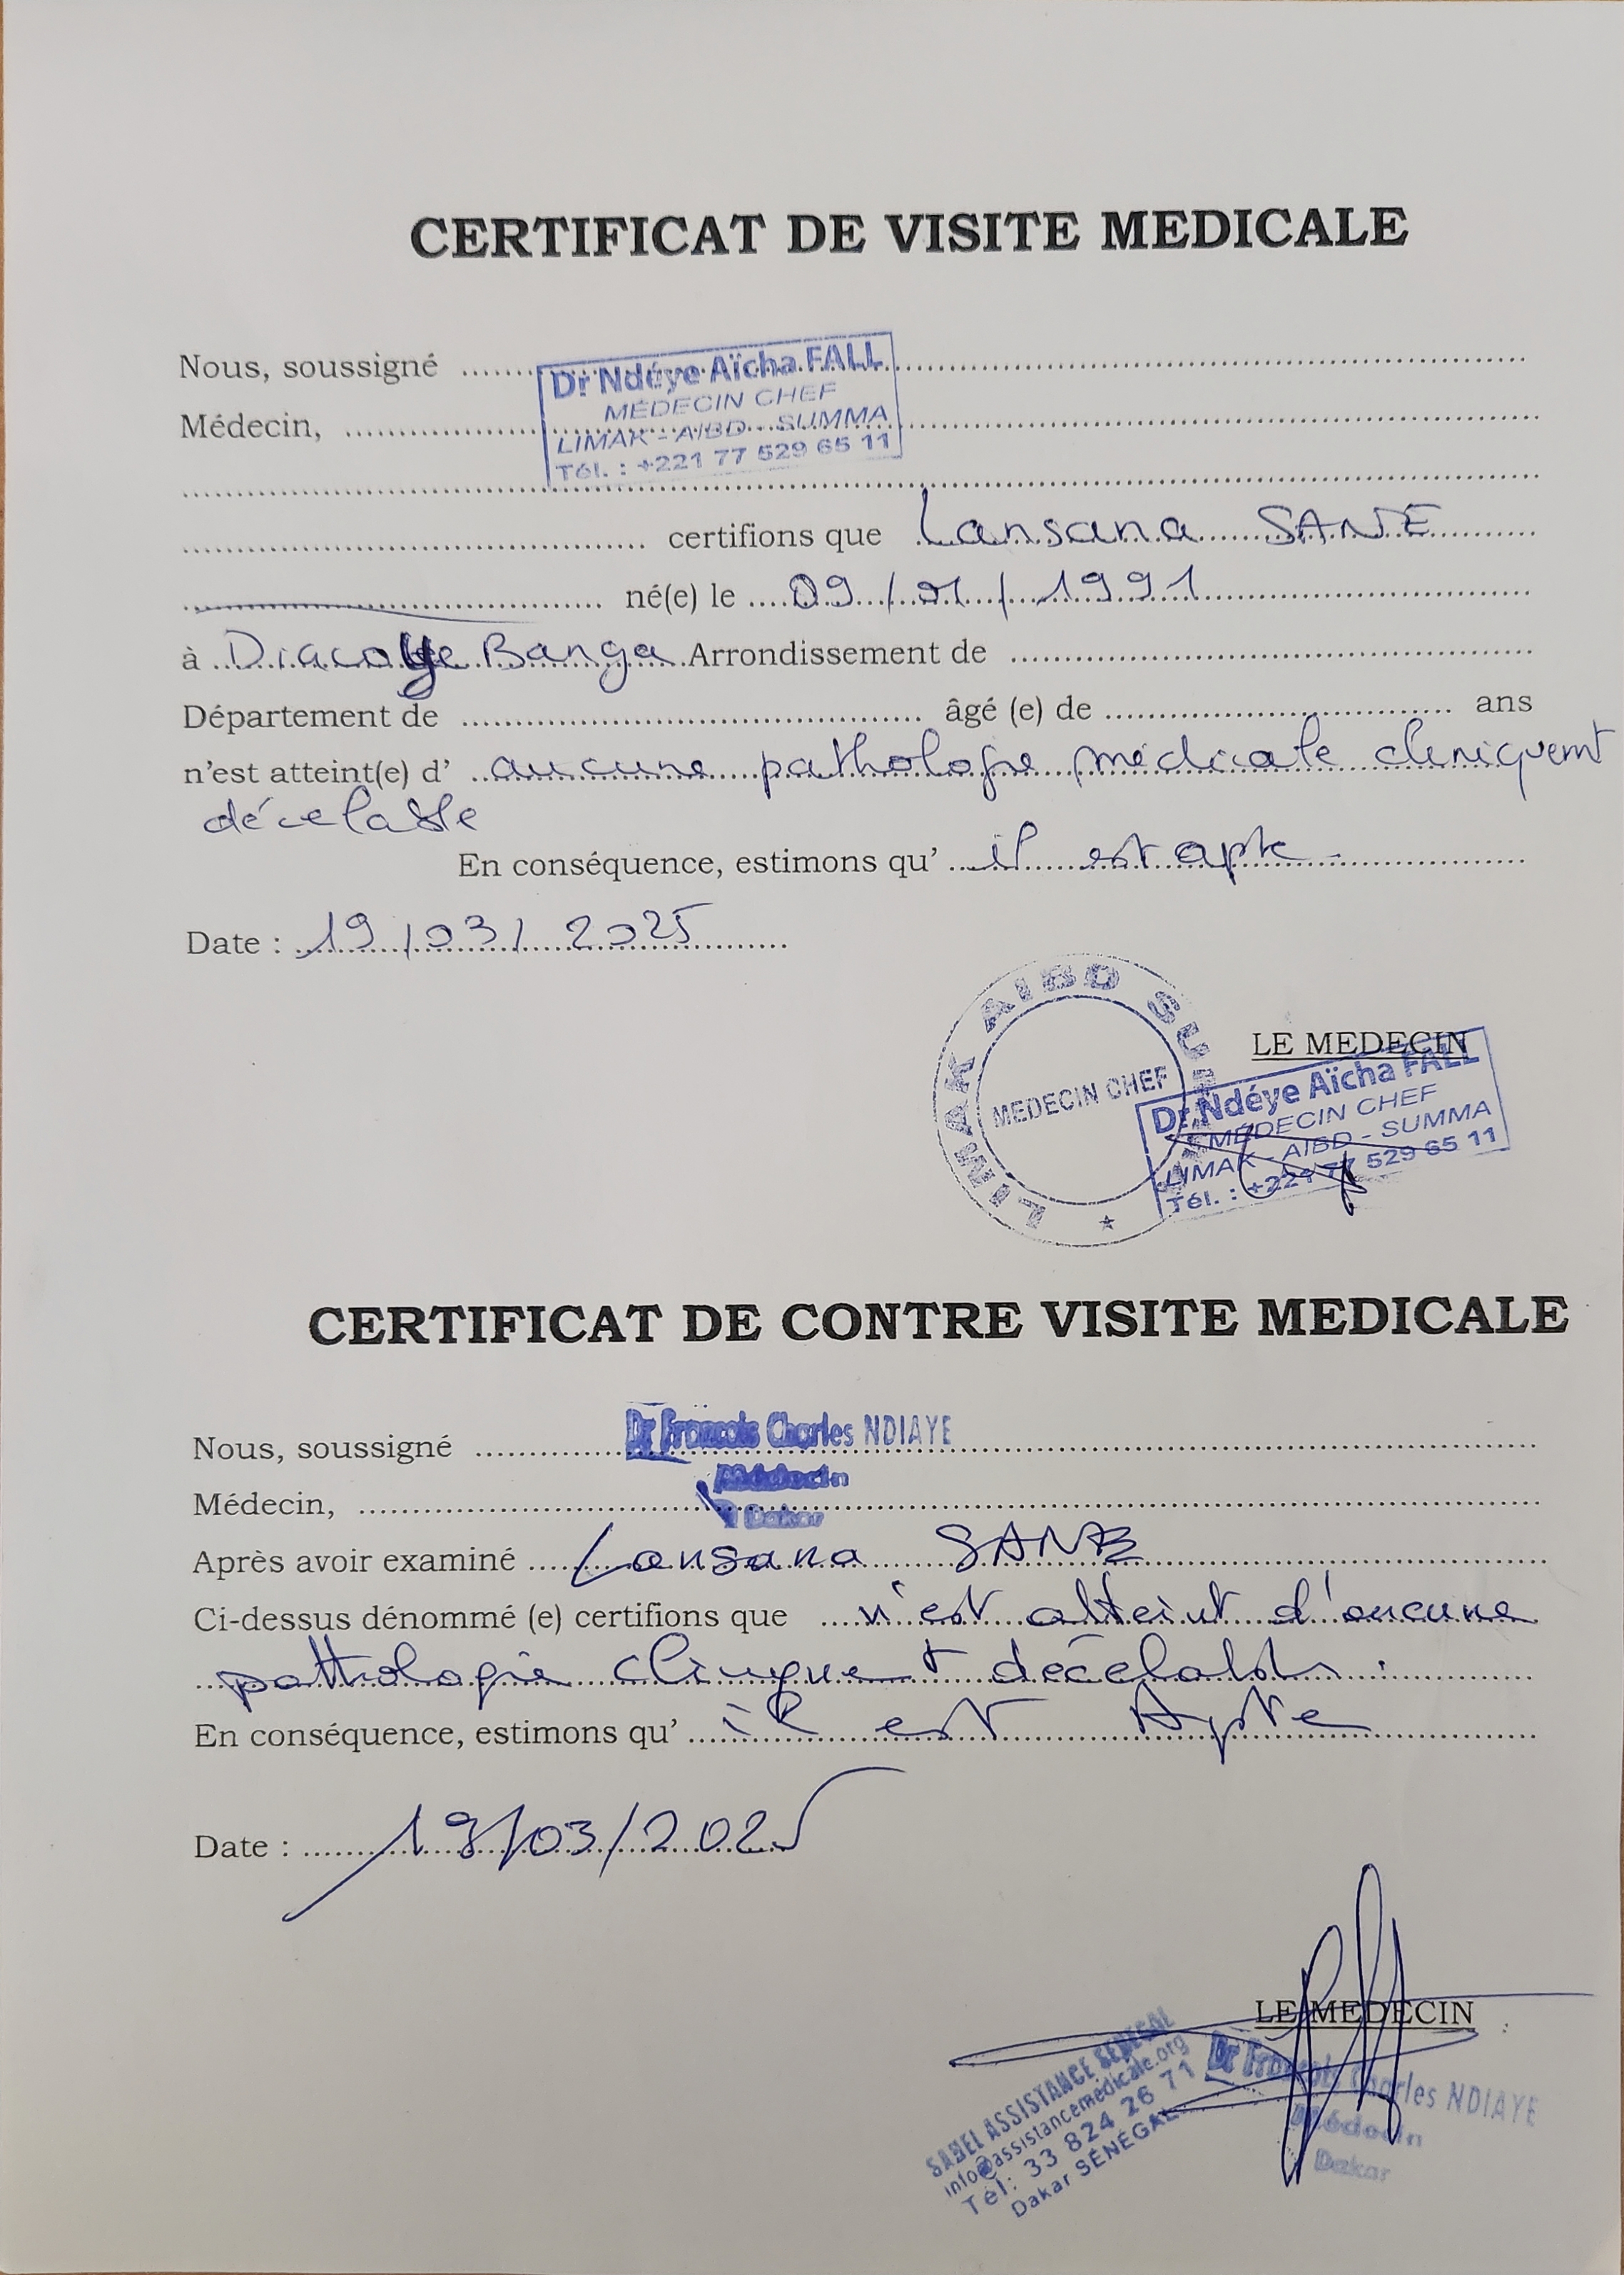 CERTIFICAT DE VISITE MEDICALE
Nous, soussigné
Dr Ndéye Aïcha FALL
MÉDECIN CHEF
Médecin,
LIMAK - AIBD - SUMMA
Tél. : +221 77 529 65 11
certifions que Lansana SANE
né(e) le 09/01/1991
à Diacoye Banga Arrondissement de
Département de âgé (e) de ans
n'est atteint(e) d' aucune pathologie médicale cliniquemt
décelable
En conséquence, estimons qu' il est apte
Date : 19/03/2025
LIMAK AIBD SUMMA
MEDECIN CHEF
LE MEDECIN
Dr Ndéye Aïcha FALL
MÉDECIN CHEF
LIMAK - AIBD - SUMMA
Tél. : +221 77 529 65 11
CERTIFICAT DE CONTRE VISITE MEDICALE
Dr François Charles NDIAYE
Nous, soussigné
Médecin
Médecin,
Dakar
Après avoir examiné Lansana SANE
Ci-dessus dénommé (e) certifions que n'est atteint d'aucune
pathologie cliniquet décelable.
En conséquence, estimons qu' il est Apte
Date : 19/03/2025
LE MEDECIN
SAHEL ASSISTANCE SENEGAL
info@assistancemedicale.org
Tél: 33 824 26 71
Dakar SÉNÉGAL
Dr François Charles NDIAYE
Médecin
Dakar